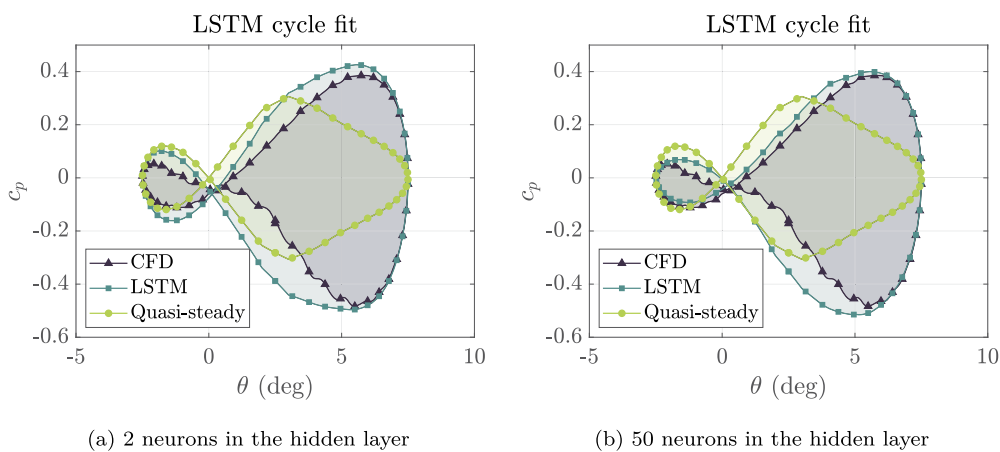 LSTM cycle fit
0.4
0.2
0
-0.2
-0.4
-0.6
c_p
CFD
LSTM
Quasi-steady
-5
0
5
10
θ (deg)
(a) 2 neurons in the hidden layer
LSTM cycle fit
0.4
0.2
0
-0.2
-0.4
-0.6
c_p
CFD
LSTM
Quasi-steady
-5
0
5
10
θ (deg)
(b) 50 neurons in the hidden layer